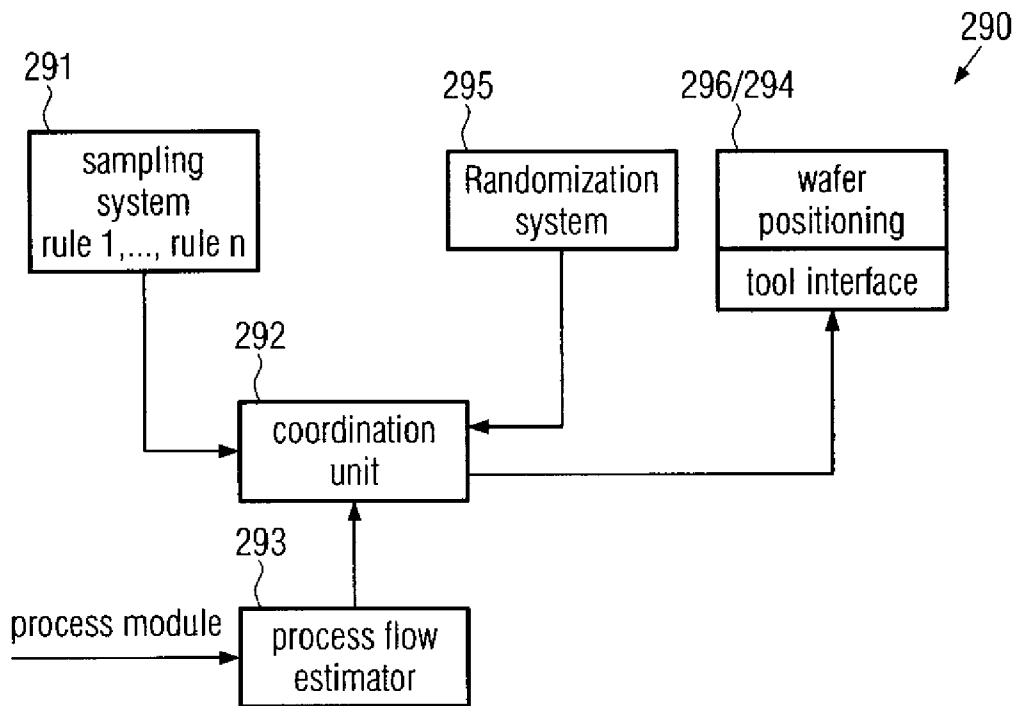 290
291
295
296/294
sampling
system
rule 1,..., rule n
Randomization
system
wafer
positioning
tool interface
292
coordination
unit
293
process module
process flow
estimator